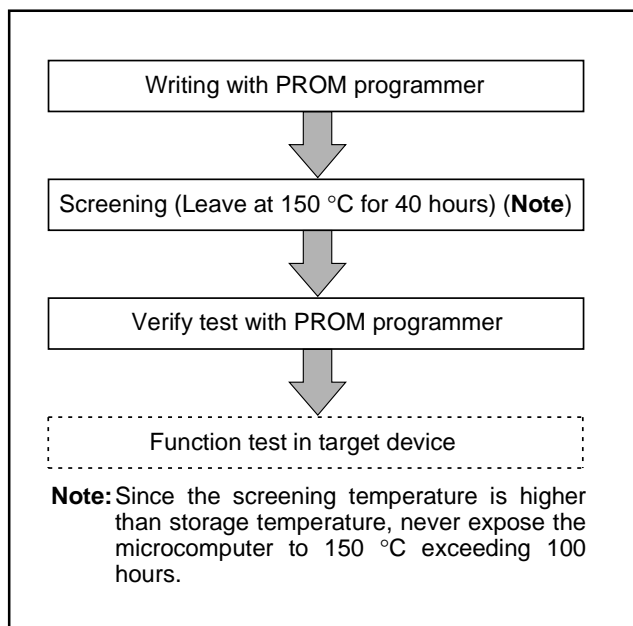 Writing with PROM programmer
Screening (Leave at 150 °C for 40 hours) (Note)
Verify test with PROM programmer
Function test in target device
Note: Since the screening temperature is higher
than storage temperature, never expose the
microcomputer to 150 °C exceeding 100
hours.